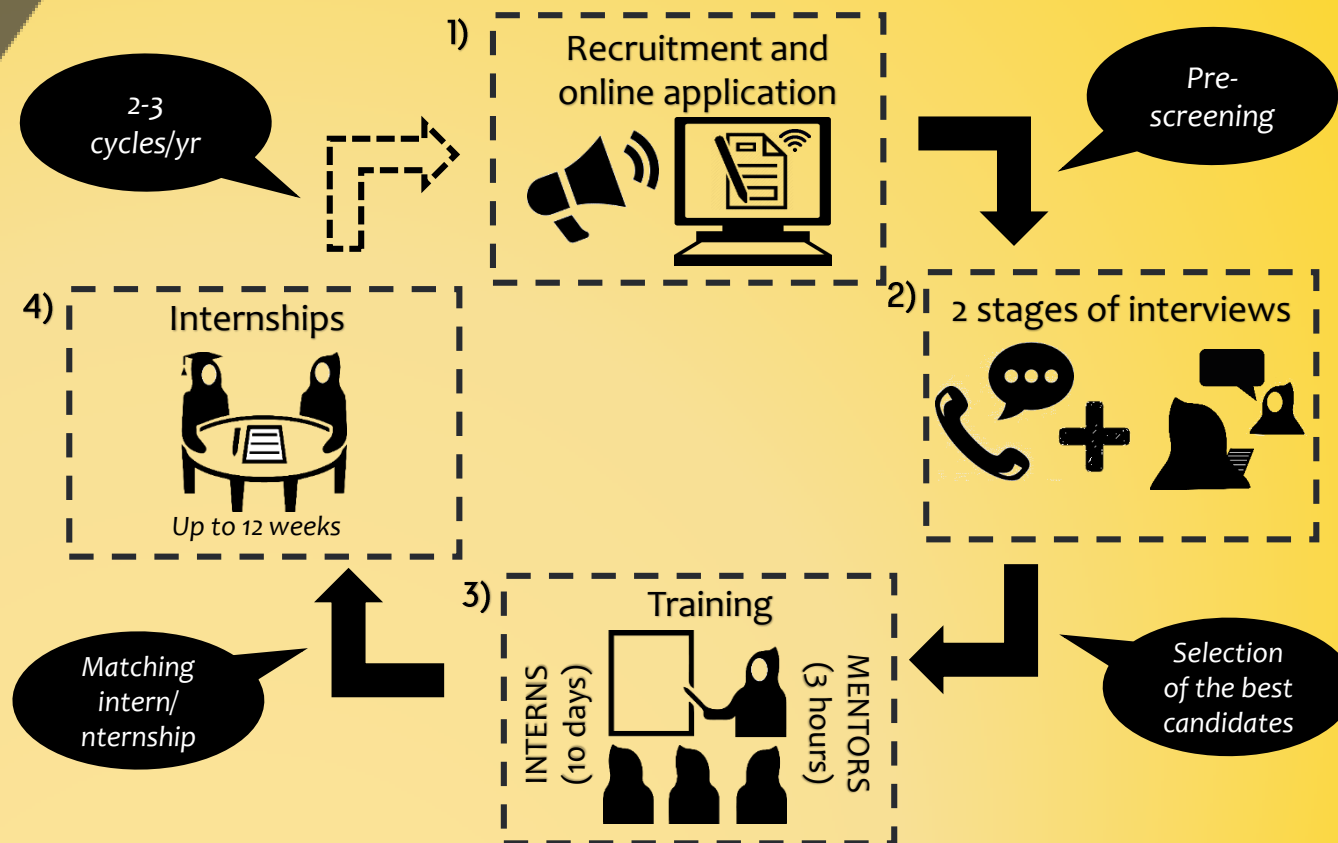 1)
Recruitment and
online application
2-3
cycles/yr
Pre-
screening
2)
2 stages of interviews
4)
Internships
Up to 12 weeks
3)
Training
INTERNS
(10 days)
MENTORS
(3 hours)
Selection
of the best
candidates
Matching
intern/
nternship